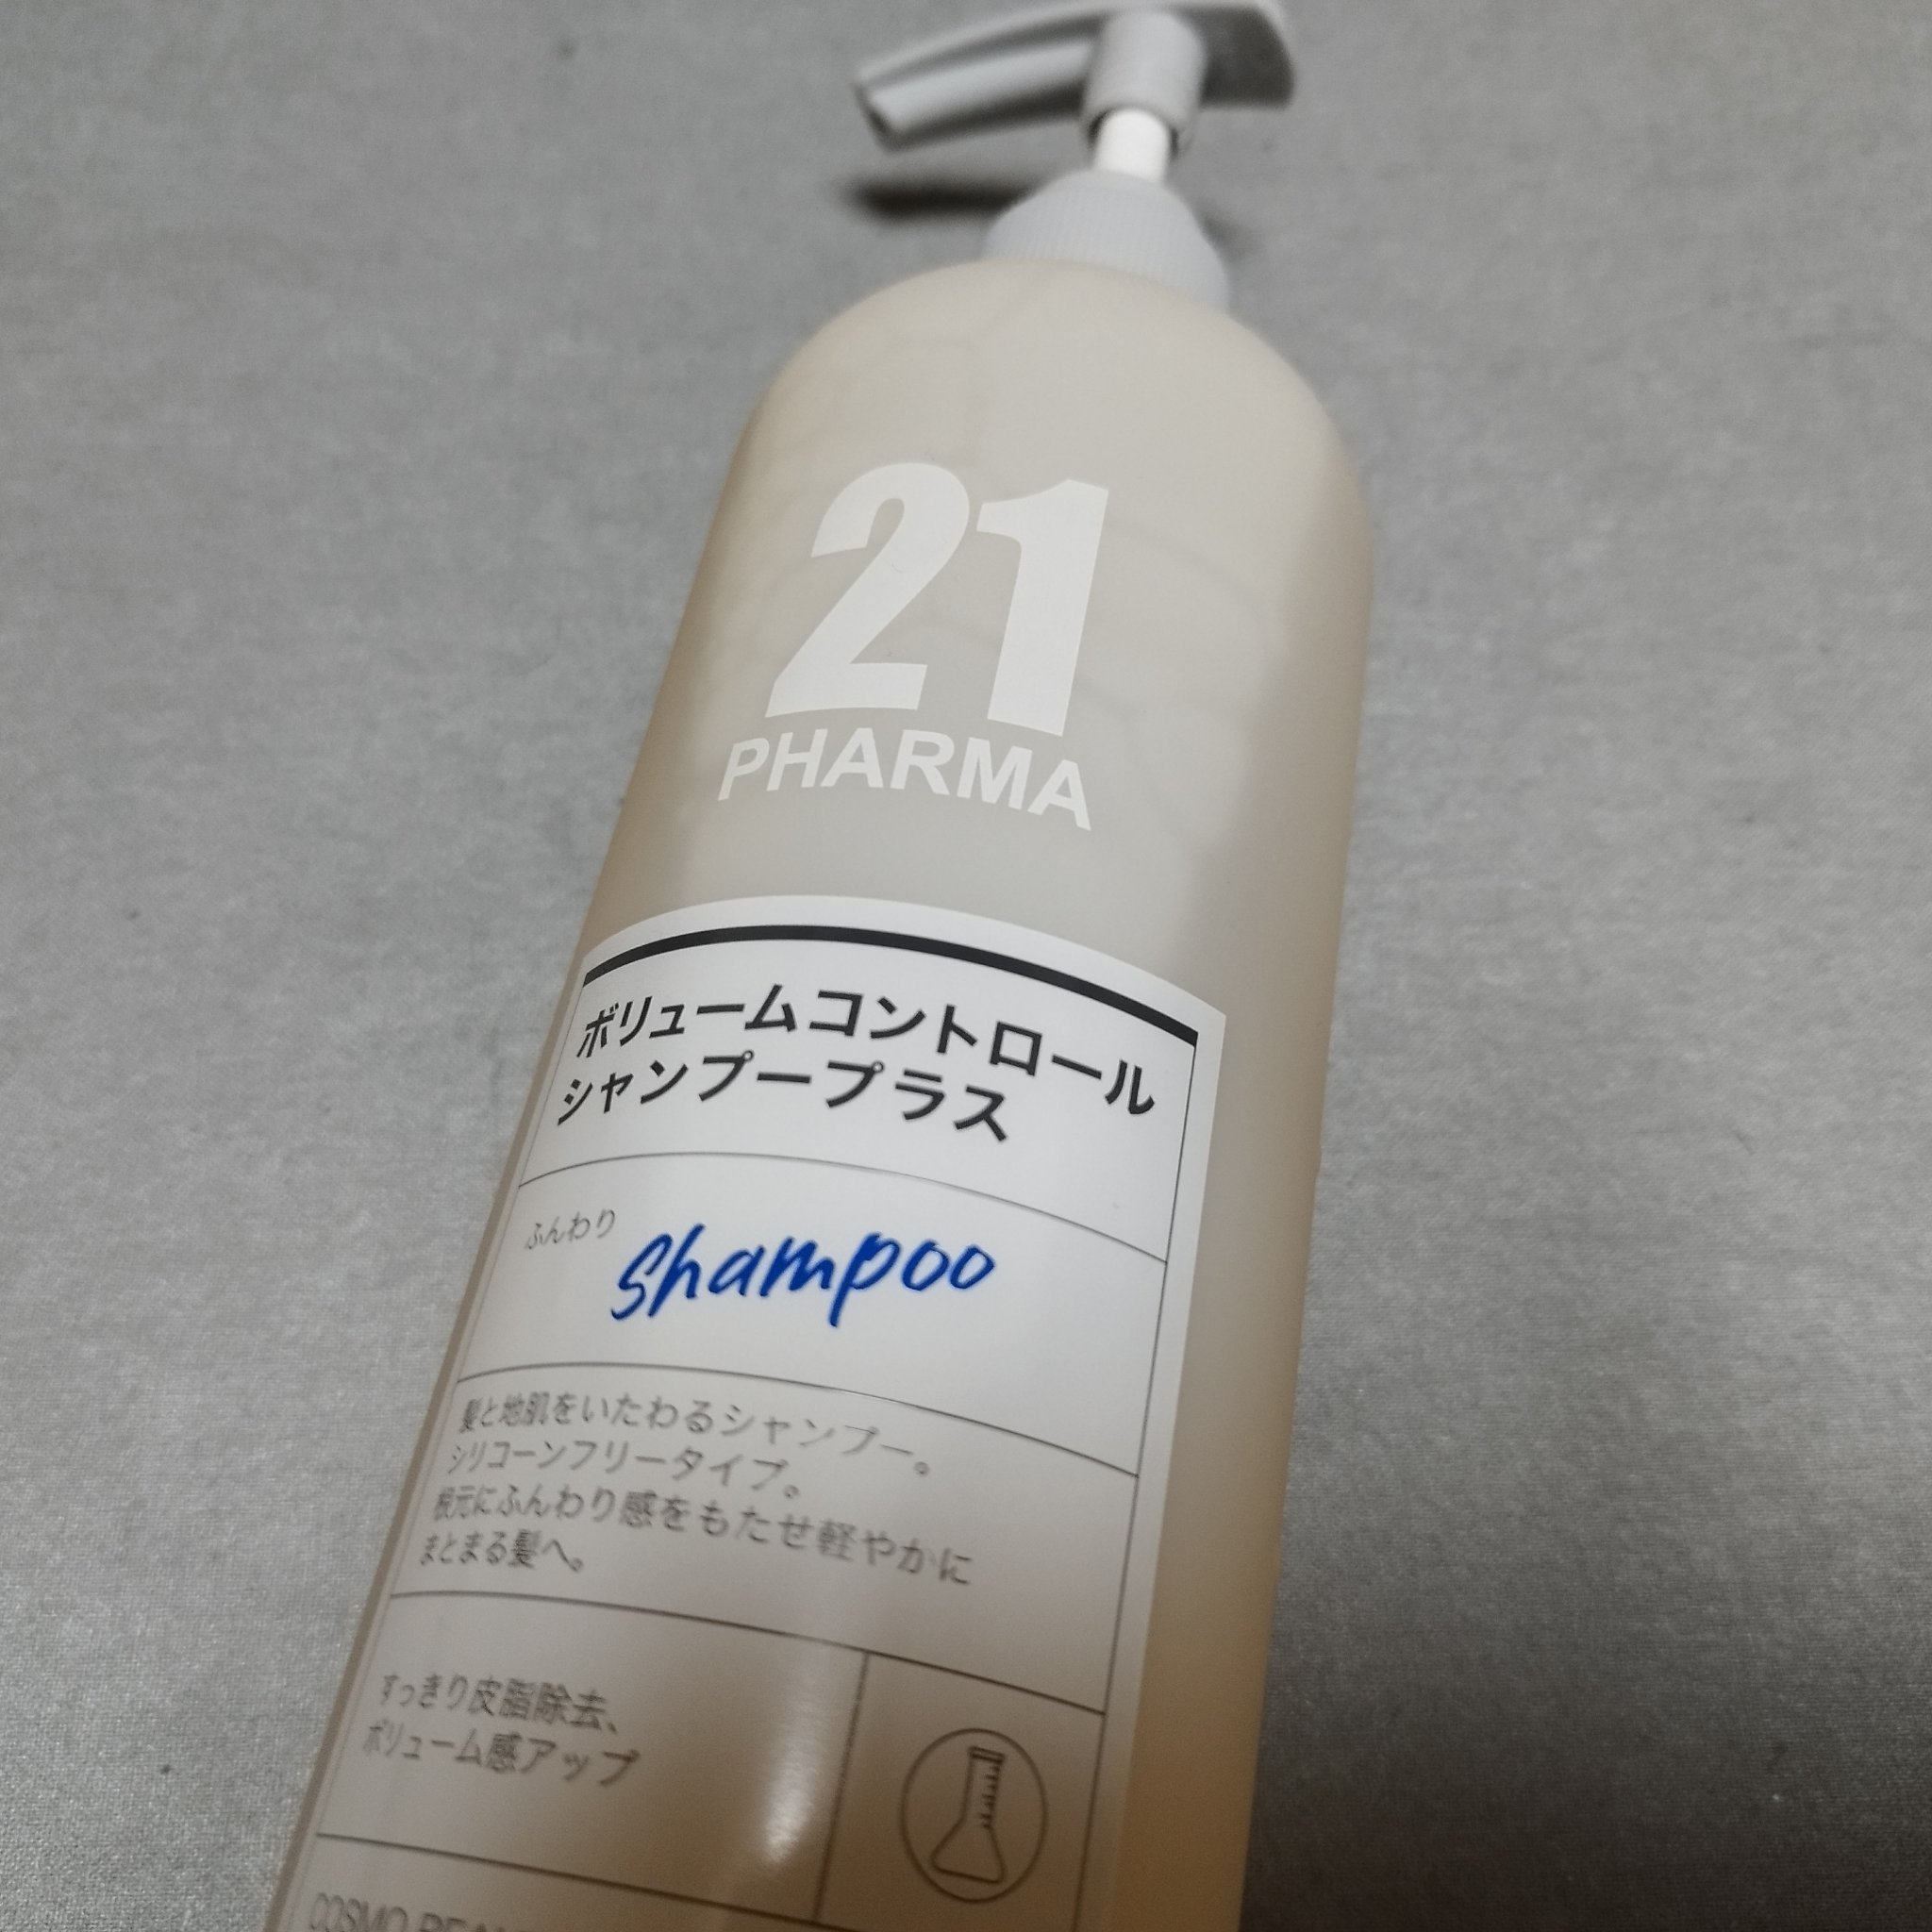 21
PHARMA
ボリュームコントロール
シャンプープラス
ふんわり
Shampoo
髪と地肌をいたわるシャンプー。
シリコーンフリータイプ。
根元にふんわり感をもたせ軽やかに
まとまる髪へ。
すっきり皮脂除去、
ボリューム感アップ
COSMO